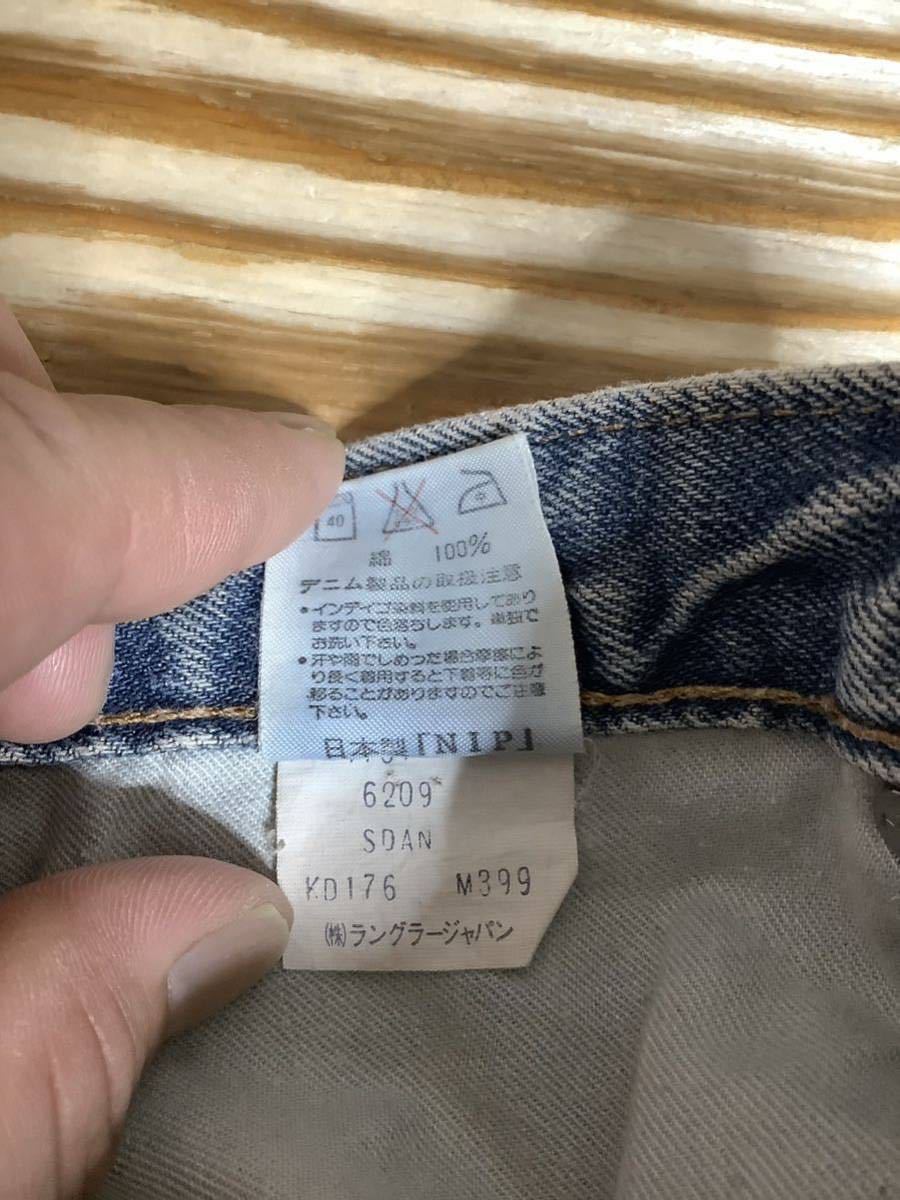 40
綿 100%
デニム製品の取扱注意
•インディゴ染料を使用しており
ますので色落ちします。単独で
お洗い下さい。
•汗や雨でしめった場合摩擦によ
り長く着用すると下着等に色が
移ることがありますのでご注意
下さい。
日本製「NIP」
6209
SDAN
KD176 M399
㈱ラングラージャパン